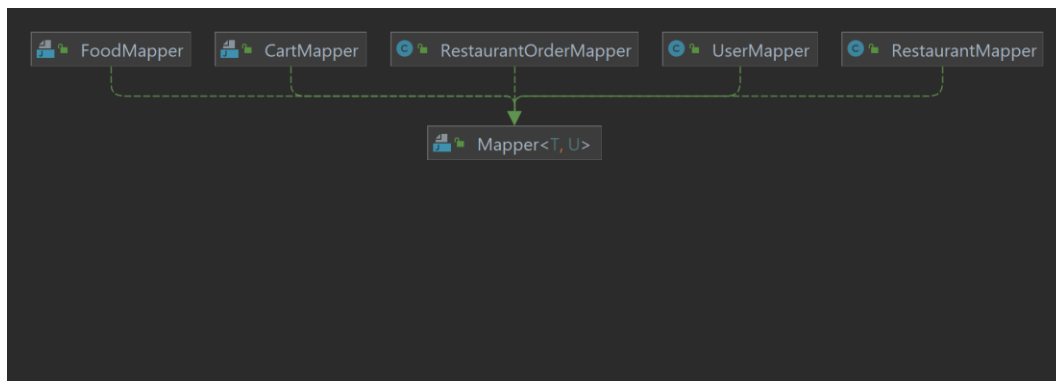 FoodMapper
CartMapper
RestaurantOrderMapper
UserMapper
RestaurantMapper
Mapper<T, U>